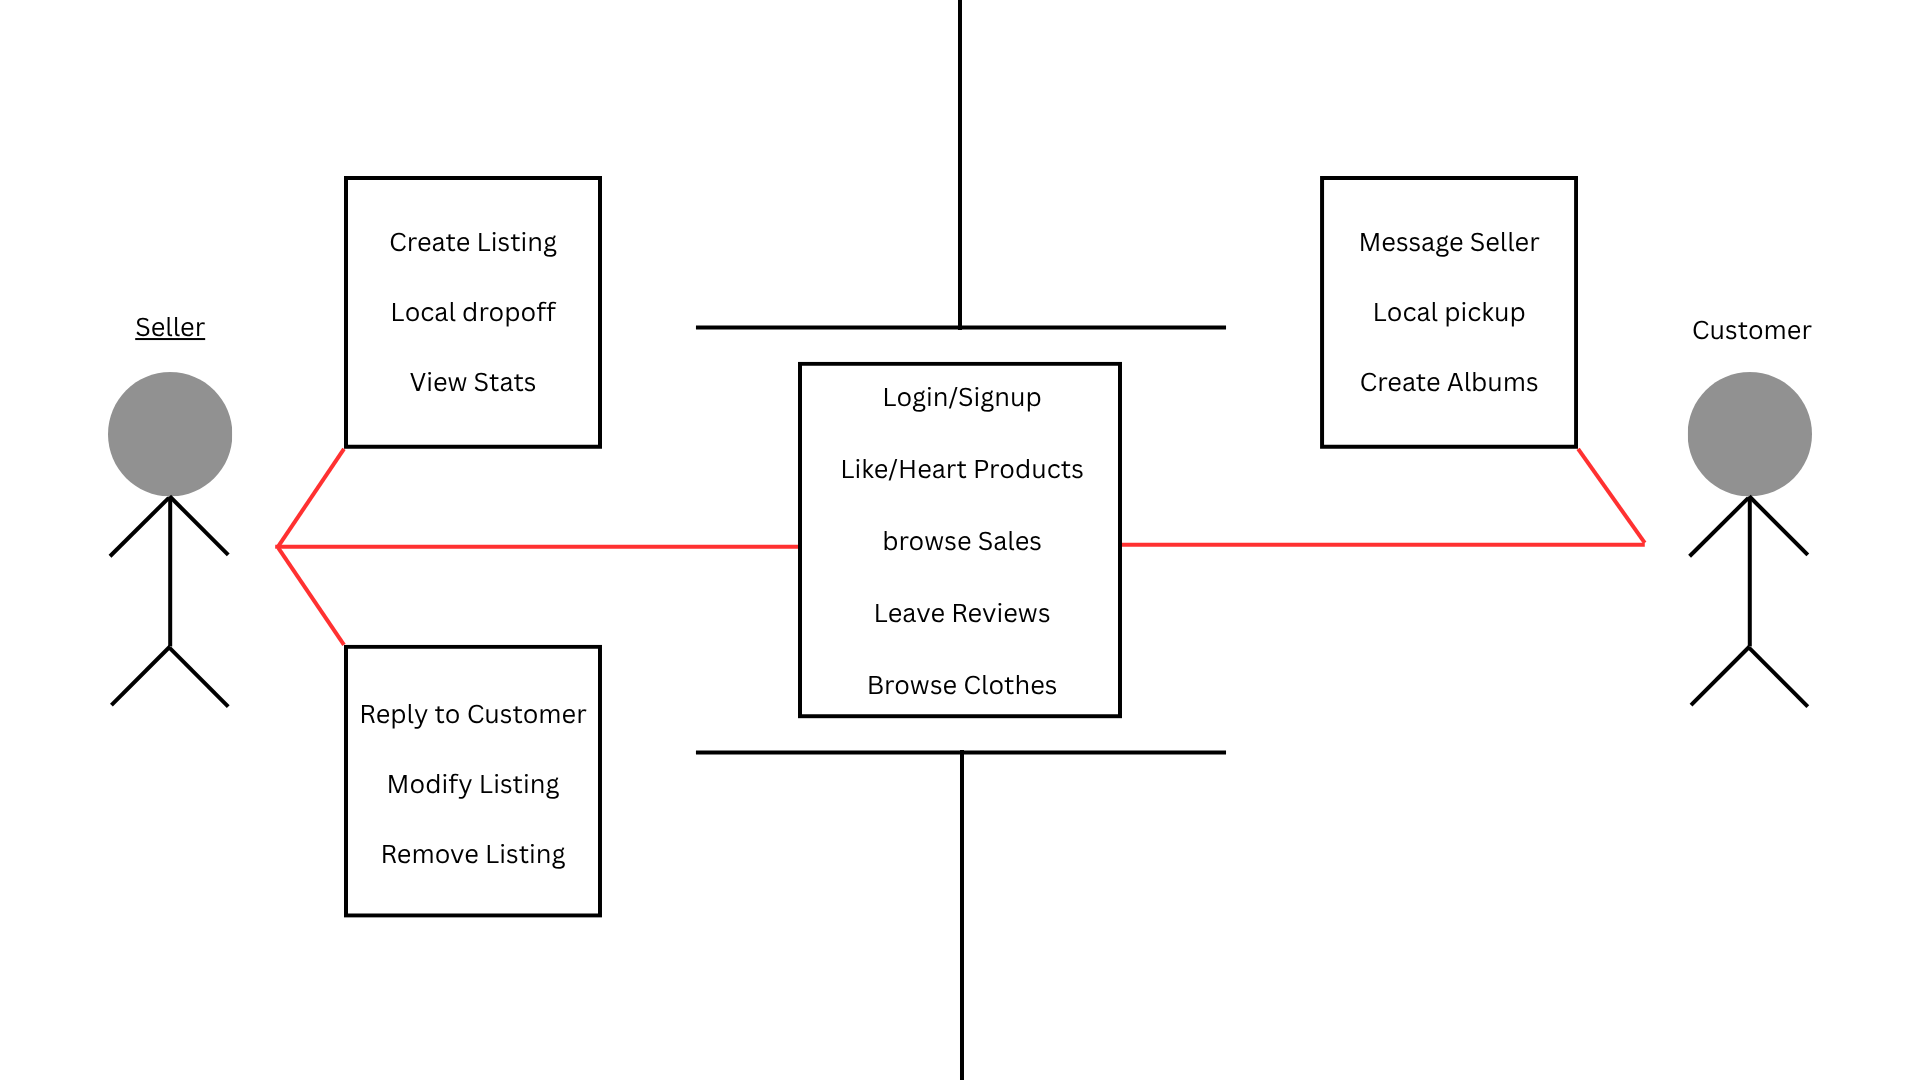 Seller
Create Listing
Local dropoff
View Stats
Reply to Customer
Modify Listing
Remove Listing
Login/Signup
Like/Heart Products
browse Sales
Leave Reviews
Browse Clothes
Message Seller
Local pickup
Create Albums
Customer